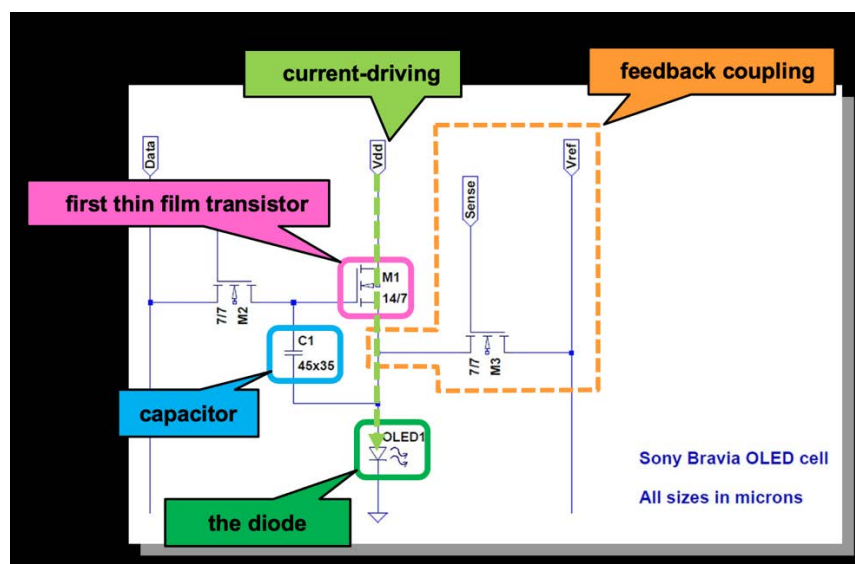 current-driving
feedback coupling
Data
Vdd
Vref
Sense
first thin film transistor
M1
14/7
7/7
M2
C1
45x35
7/7
M3
capacitor
OLED1
Sony Bravia OLED cell
All sizes in microns
the diode